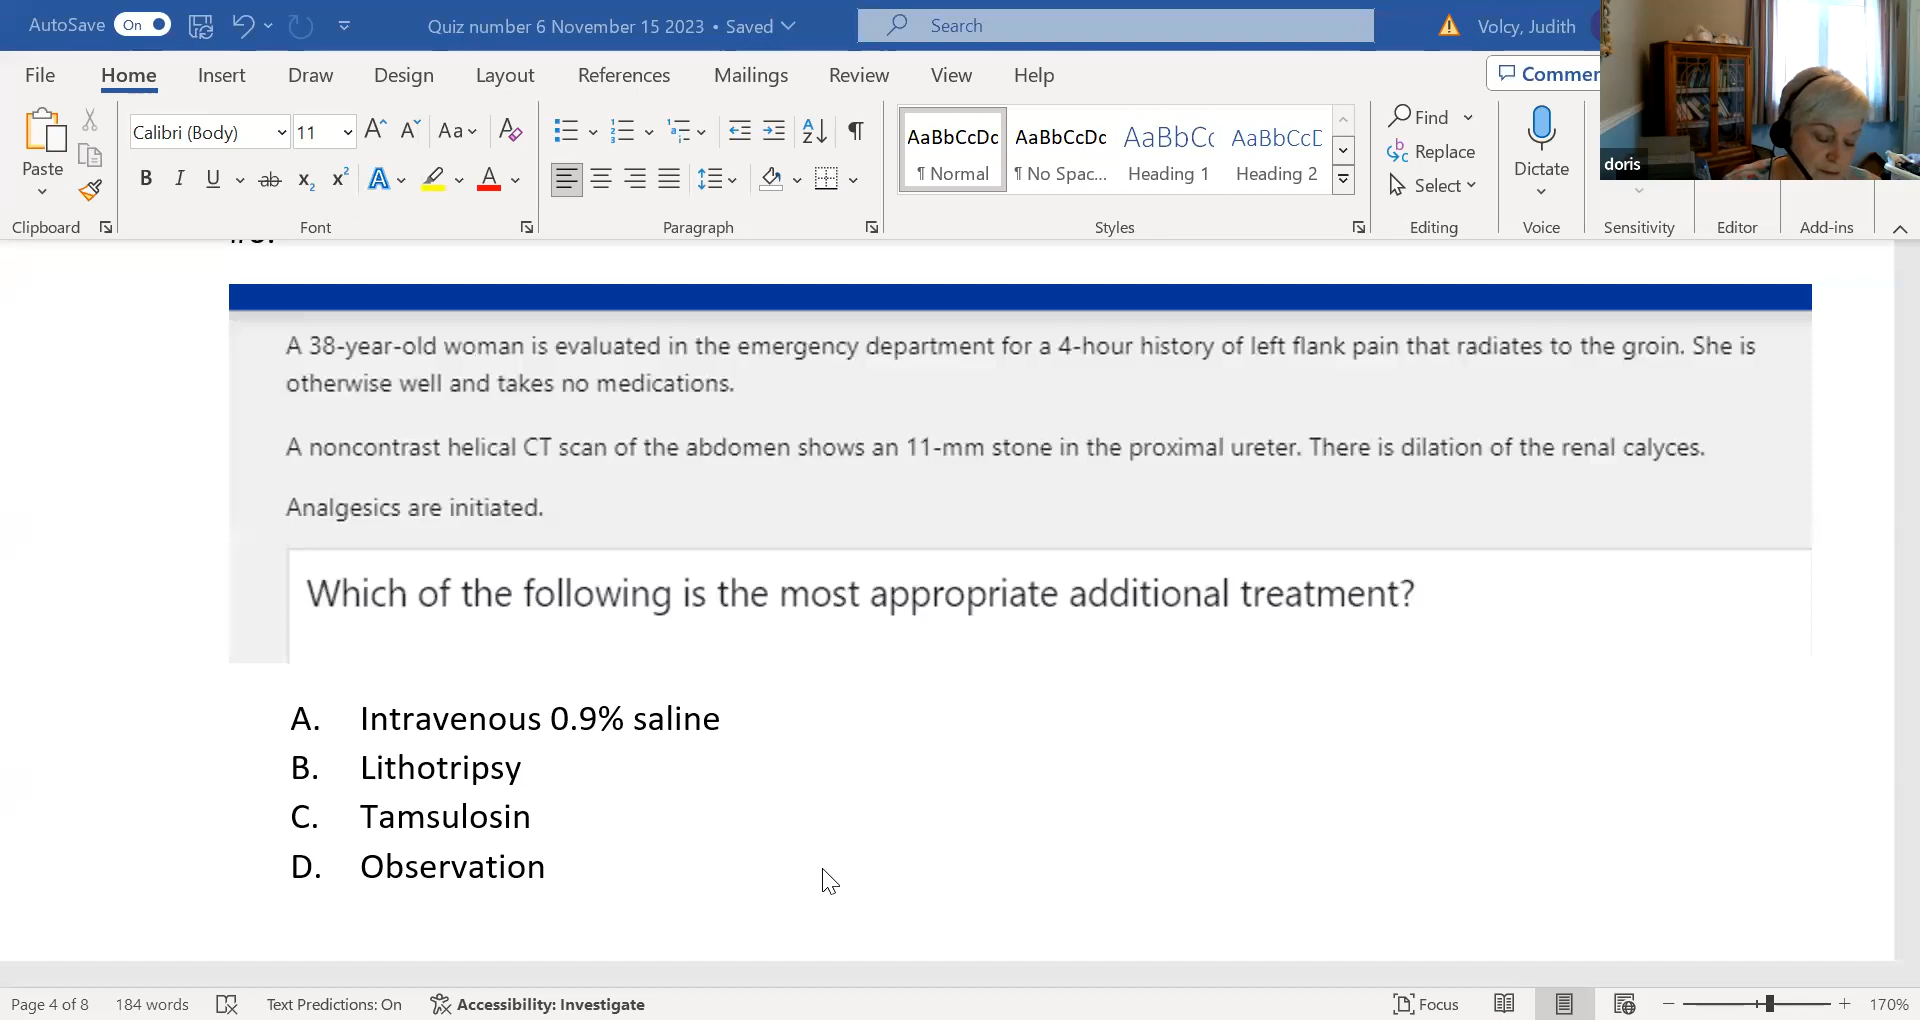 AutoSave On Quiz number 6 November 15 2023 • Saved Search Volcy, Judith
File Home Insert Draw Design Layout References Mailings Review View Help Commen
Paste
Calibri (Body) 11 Aa
AaBbCcDc AaBbCcDc AaBbCc AaBbCcD
¶ Normal ¶ No Spac... Heading 1 Heading 2
Find
Replace
Select
Dictate
doris
Clipboard Font Paragraph Styles Editing Voice Sensitivity Editor Add-ins
A 38-year-old woman is evaluated in the emergency department for a 4-hour history of left flank pain that radiates to the groin. She is
otherwise well and takes no medications.
A noncontrast helical CT scan of the abdomen shows an 11-mm stone in the proximal ureter. There is dilation of the renal calyces.
Analgesics are initiated.
Which of the following is the most appropriate additional treatment?
A. Intravenous 0.9% saline
B. Lithotripsy
C. Tamsulosin
D. Observation
Page 4 of 8 184 words Text Predictions: On Accessibility: Investigate Focus 170%